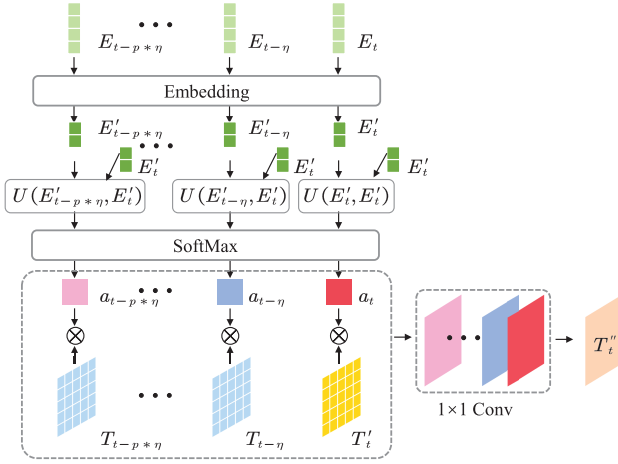 E_{t-p*η} E_{t-η} E_t
Embedding
E'_{t-p*η} E'_{t-η} E'_t
E'_t E'_t E'_t
U(E'_{t-p*η}, E'_t) U(E'_{t-η}, E'_t) U(E'_t, E'_t)
SoftMax
a_{t-p*η} a_{t-η} a_t
T''_t
1×1 Conv
T_{t-p*η} T_{t-η} T'_t